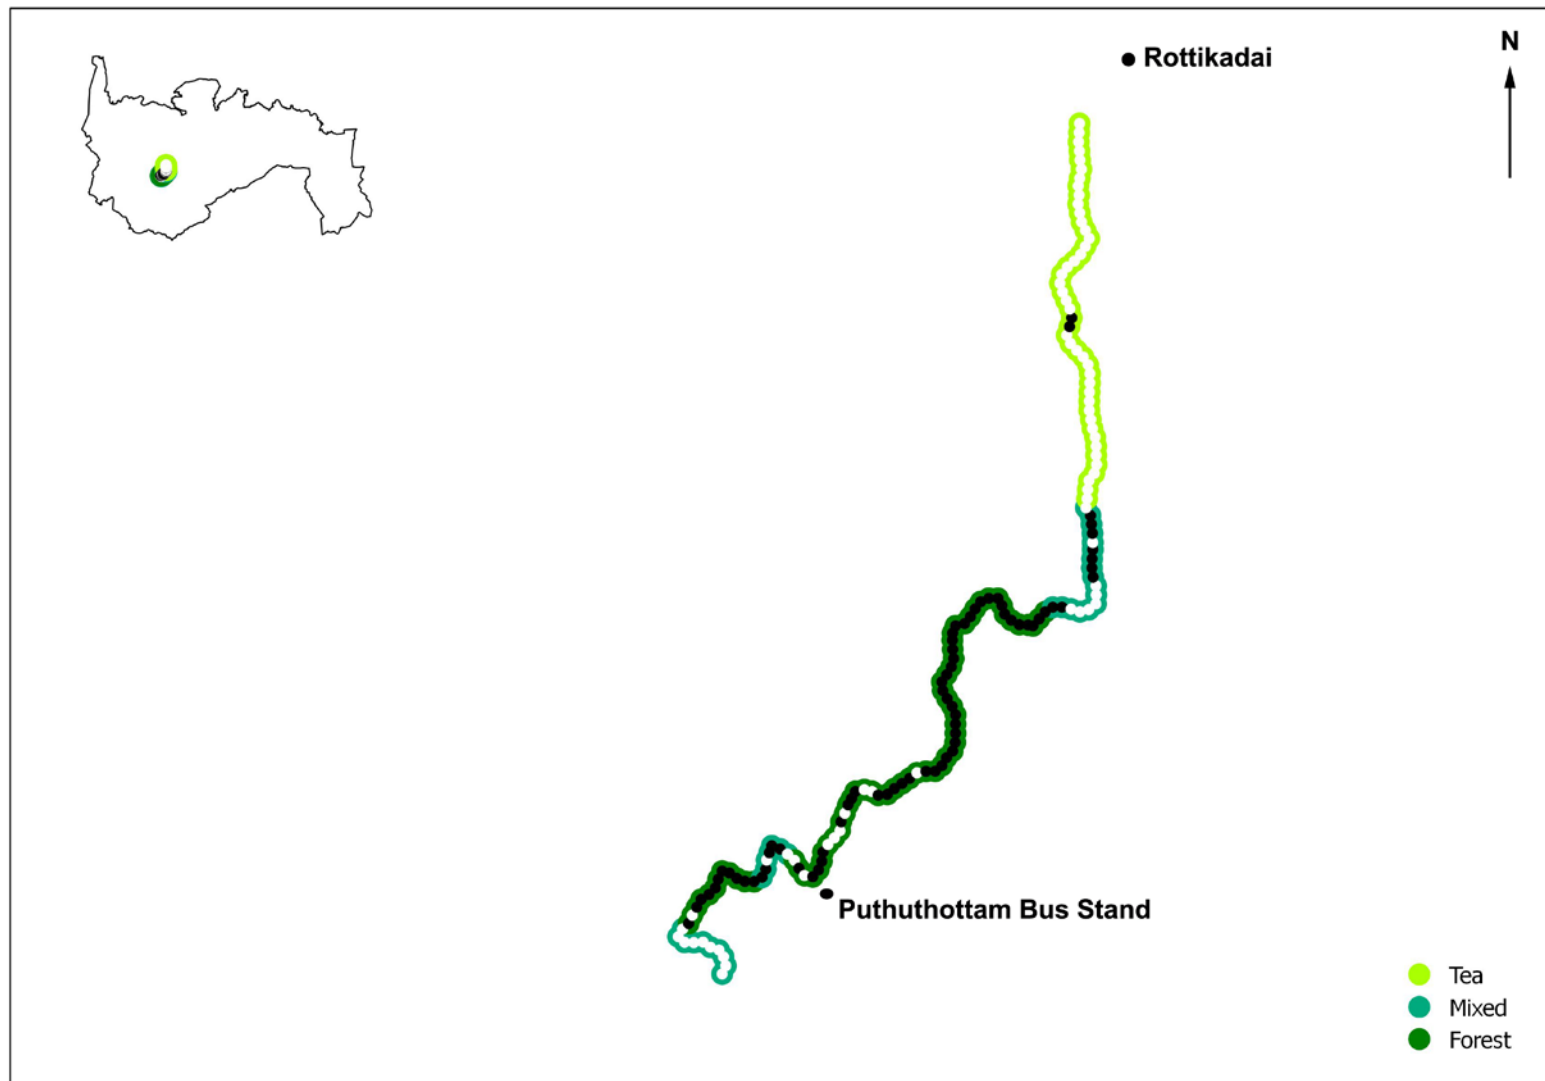 Rottikadai
N
Puthuthottam Bus Stand
Tea
Mixed
Forest